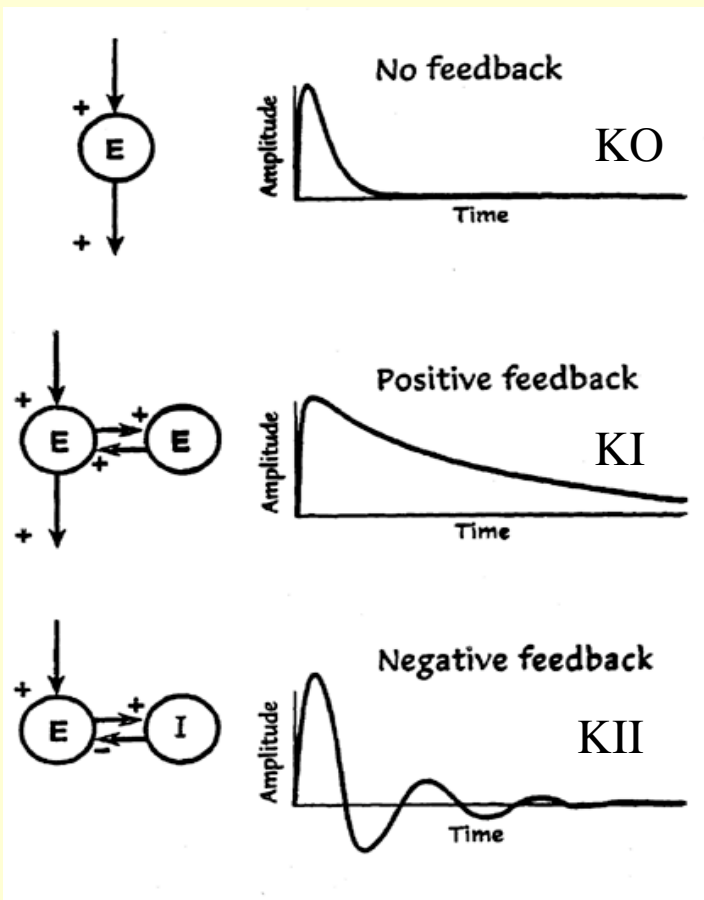 No feedback
+
E
+
Amplitude
KO
Time
Positive feedback
+
E
+
+
E
+
Amplitude
KI
Time
Negative feedback
+
E
+
-
I
Amplitude
KII
Time